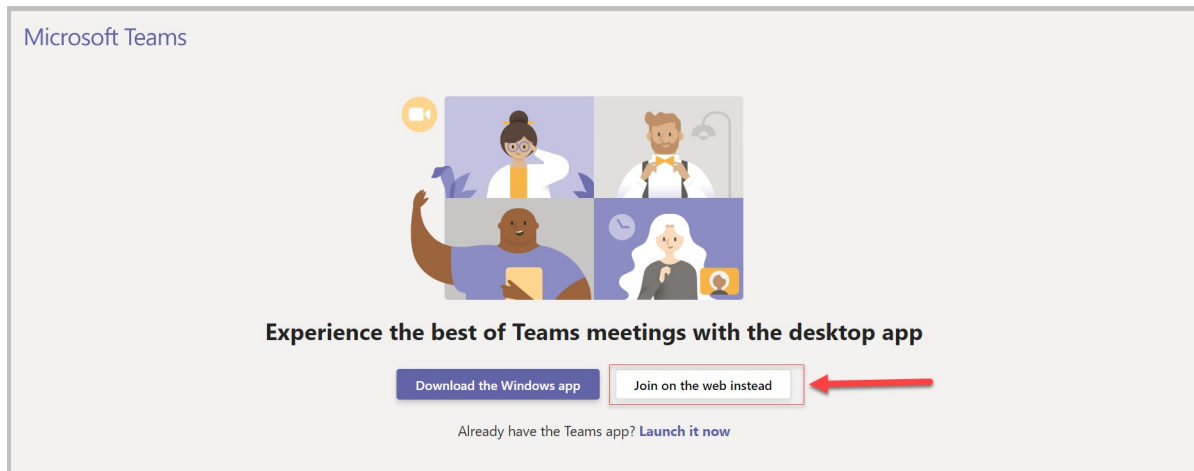 Microsoft Teams
Experience the best of Teams meetings with the desktop app
Download the Windows app
Join on the web instead
Already have the Teams app? Launch it now